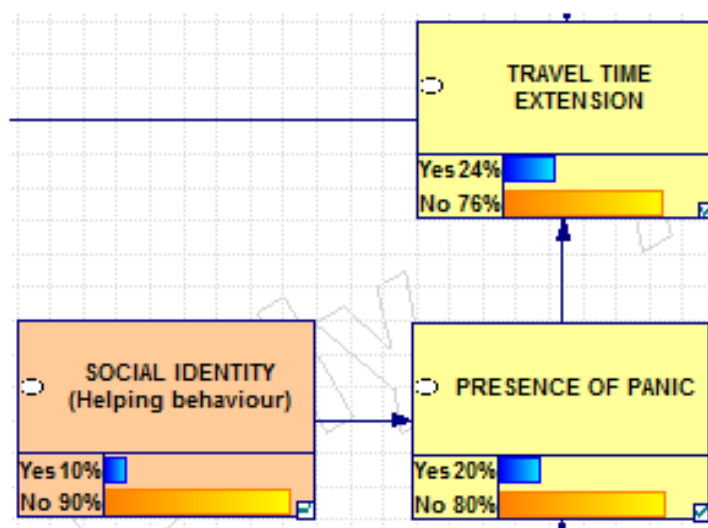 TRAVEL TIME
EXTENSION
Yes 24%
No 76%
SOCIAL IDENTITY
(Helping behaviour)
Yes 10%
No 90%
PRESENCE OF PANIC
Yes 20%
No 80%